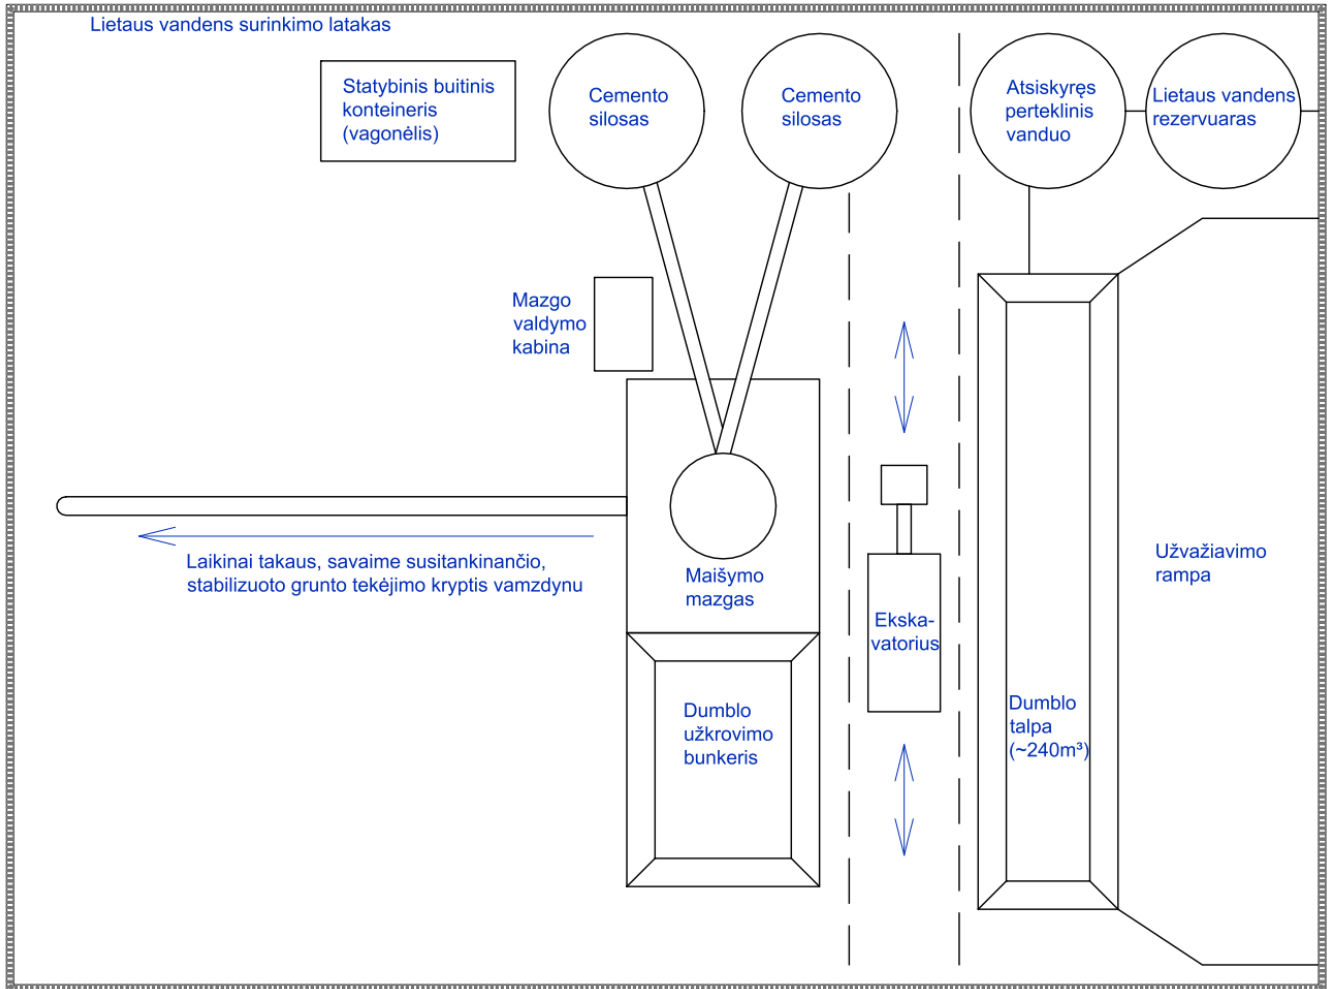 Lietaus vandens surinkimo latakas
Statybinis buitinis
konteineris
(vagonėlis)
Cemento
silosas
Cemento
silosas
Atsiskyręs
perteklinis
vanduo
Lietaus vandens
rezervuaras
Mazgo
valdymo
kabina
Laikinai takaus, savaime susitankinančio,
stabilizuoto grunto tekėjimo kryptis vamzdynu
Maišymo
mazgas
Užvažiavimo
rampa
Ekska-
vatorius
Dumblo
užkrovimo
bunkeris
Dumblo
talpa
(~240m³)